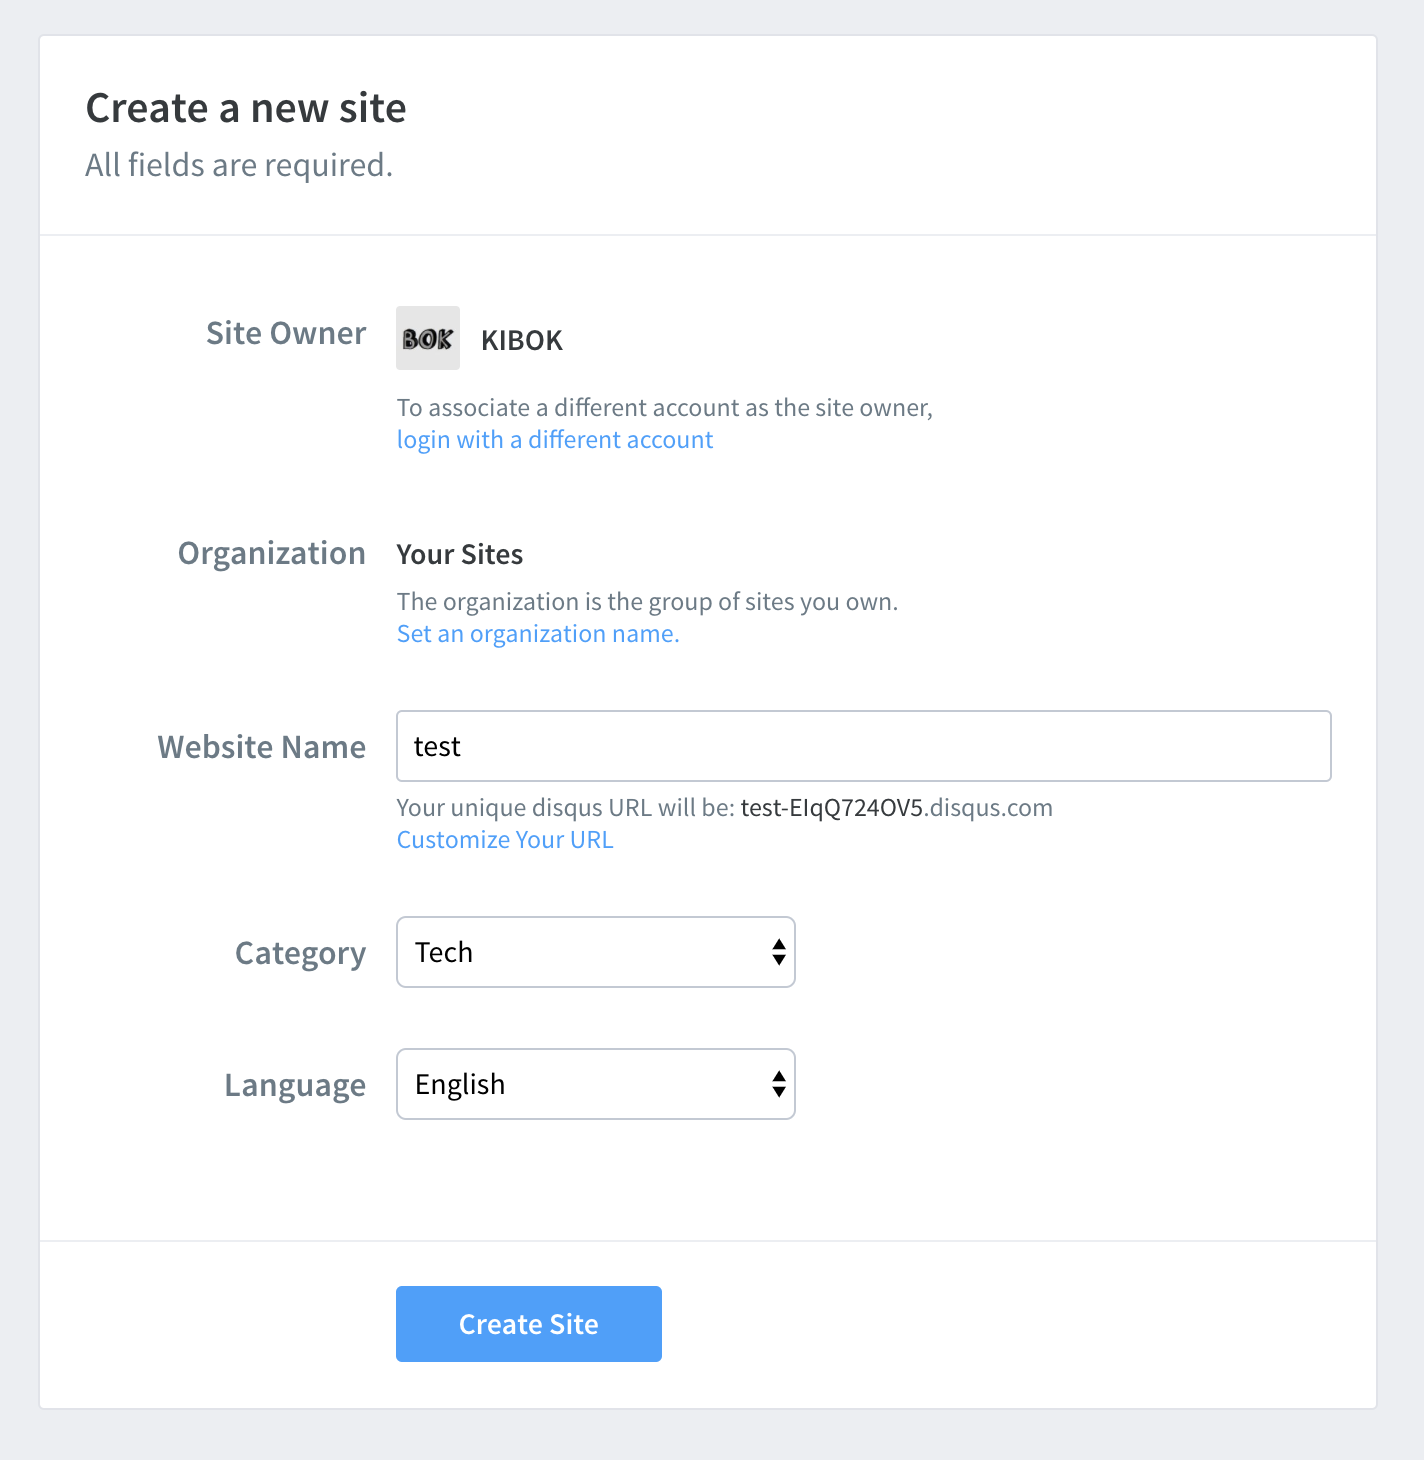 Create a new site
All fields are required.
Site Owner
BOK
KIBOK
To associate a different account as the site owner,
login with a different account
Organization
Your Sites
The organization is the group of sites you own.
Set an organization name.
Website Name
test
Your unique disqus URL will be: test-EIqQ724OV5.disqus.com
Customize Your URL
Category
Tech
Language
English
Create Site